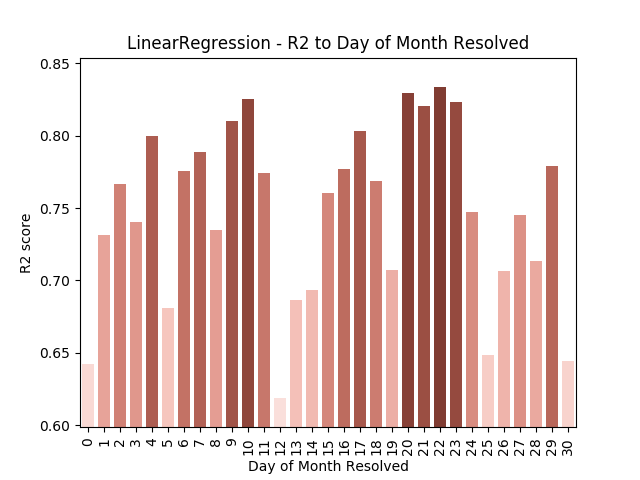 LinearRegression - R2 to Day of Month Resolved
0.85
0.80
0.75
0.70
0.65
0.60
R2 score
0 1 2 3 4 5 6 7 8 9 10 11 12 13 14 15 16 17 18 19 20 21 22 23 24 25 26 27 28 29 30
Day of Month Resolved